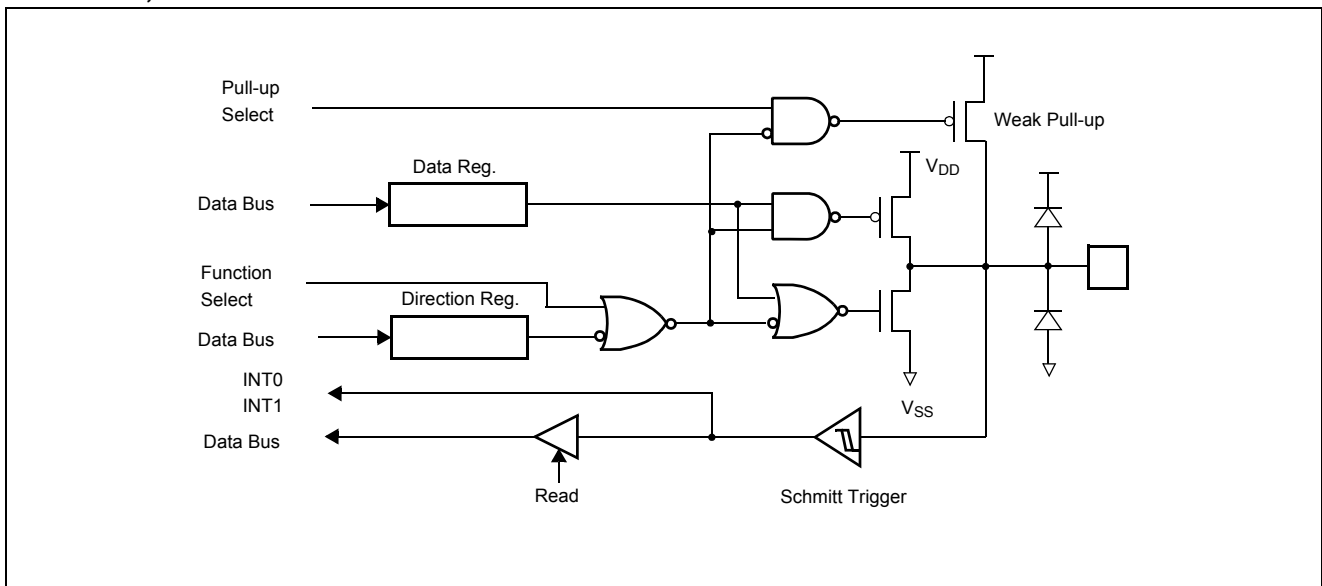 Pull-up
Select
Weak Pull-up
Data Reg.
VDD
Data Bus
Function
Select
Direction Reg.
Data Bus
INT0
INT1
VSS
Data Bus
Read
Schmitt Trigger